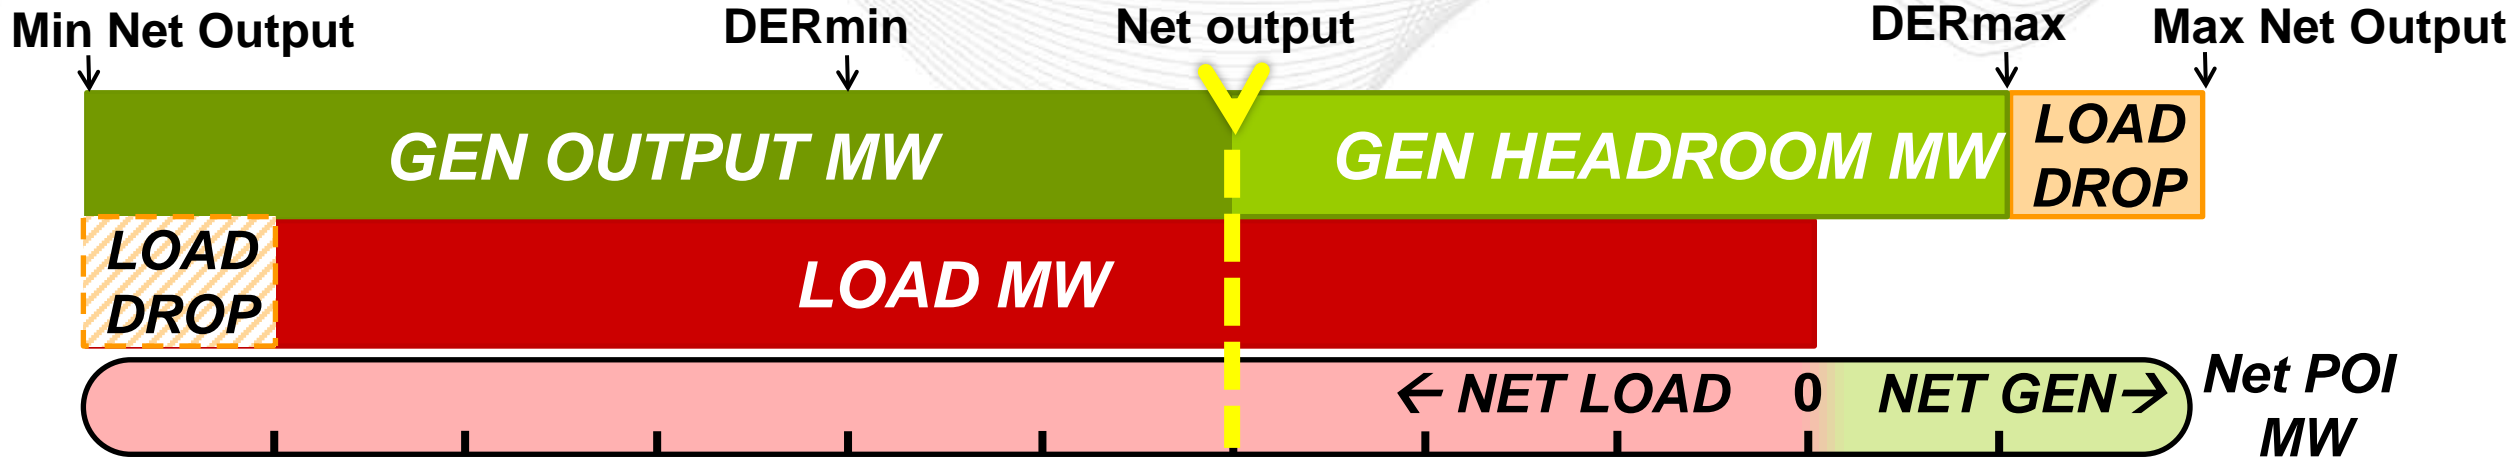 Min Net Output
DERmin
Net output
DERmax
Max Net Output
GEN OUTPUT MW
GEN HEADROOM MW
LOAD
DROP
LOAD
DROP
LOAD MW
← NET LOAD
0
NET GEN→
Net POI
MW